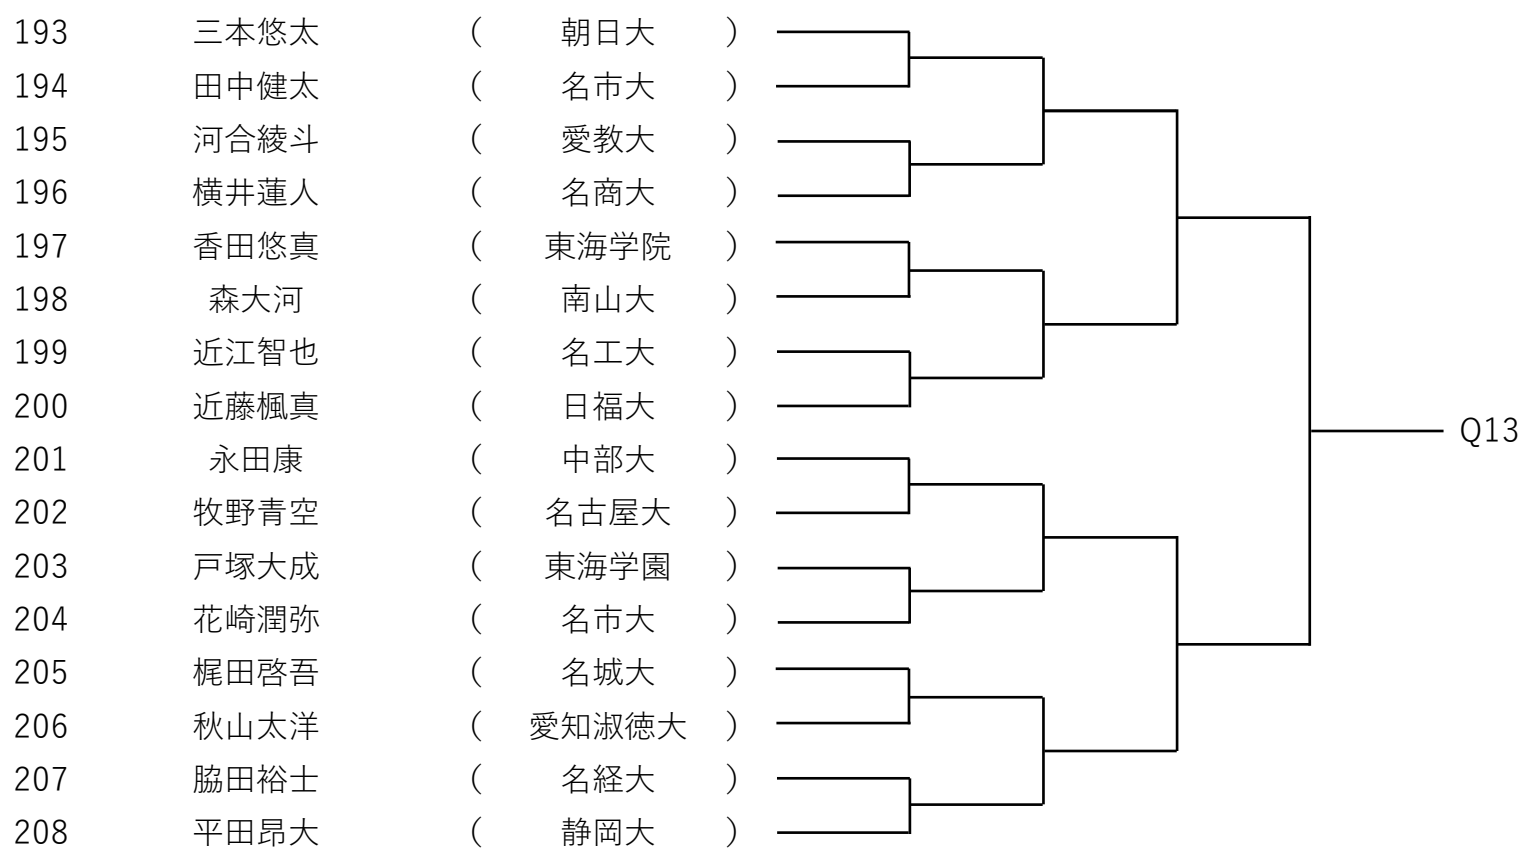 193 三本悠太 ( 朝日大 )
194 田中健太 ( 名市大 )
195 河合綾斗 ( 愛教大 )
196 横井蓮人 ( 名商大 )
197 香田悠真 ( 東海学院 )
198 森大河 ( 南山大 )
199 近江智也 ( 名工大 )
200 近藤楓真 ( 日福大 )
Q13
201 永田康 ( 中部大 )
202 牧野青空 ( 名古屋大 )
203 戸塚大成 ( 東海学園 )
204 花崎潤弥 ( 名市大 )
205 梶田啓吾 ( 名城大 )
206 秋山太洋 ( 愛知淑徳大 )
207 脇田裕士 ( 名経大 )
208 平田昂大 ( 静岡大 )